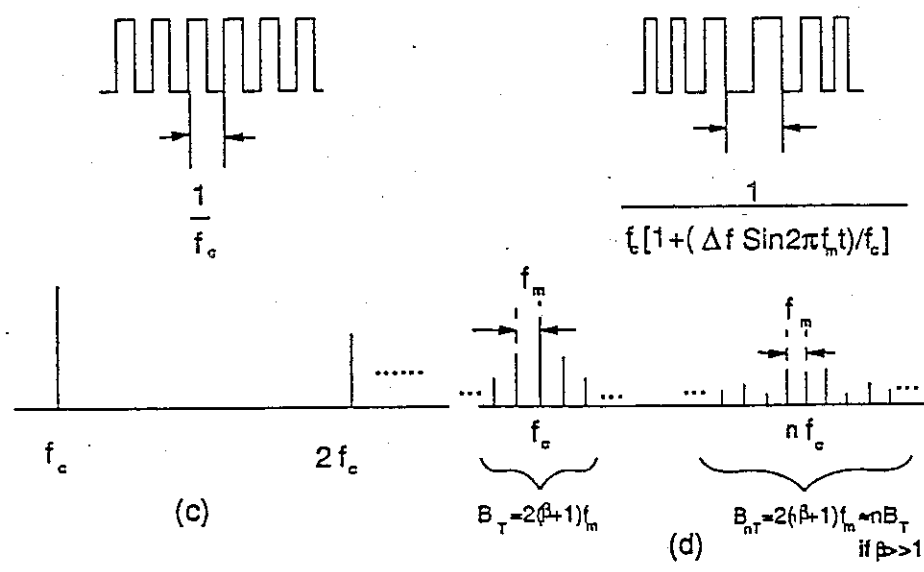 1
f_c
1
f_c[1+( Δf Sin2πf_m t)/f_c]
f_m
f_m
......
...
...
...
...
f_c
2f_c
f_c
nf_c
(c)
B_T=2(β+1)f_m
(d)
B_nT=2(nβ+1)f_m≈nB_T
if β>>1